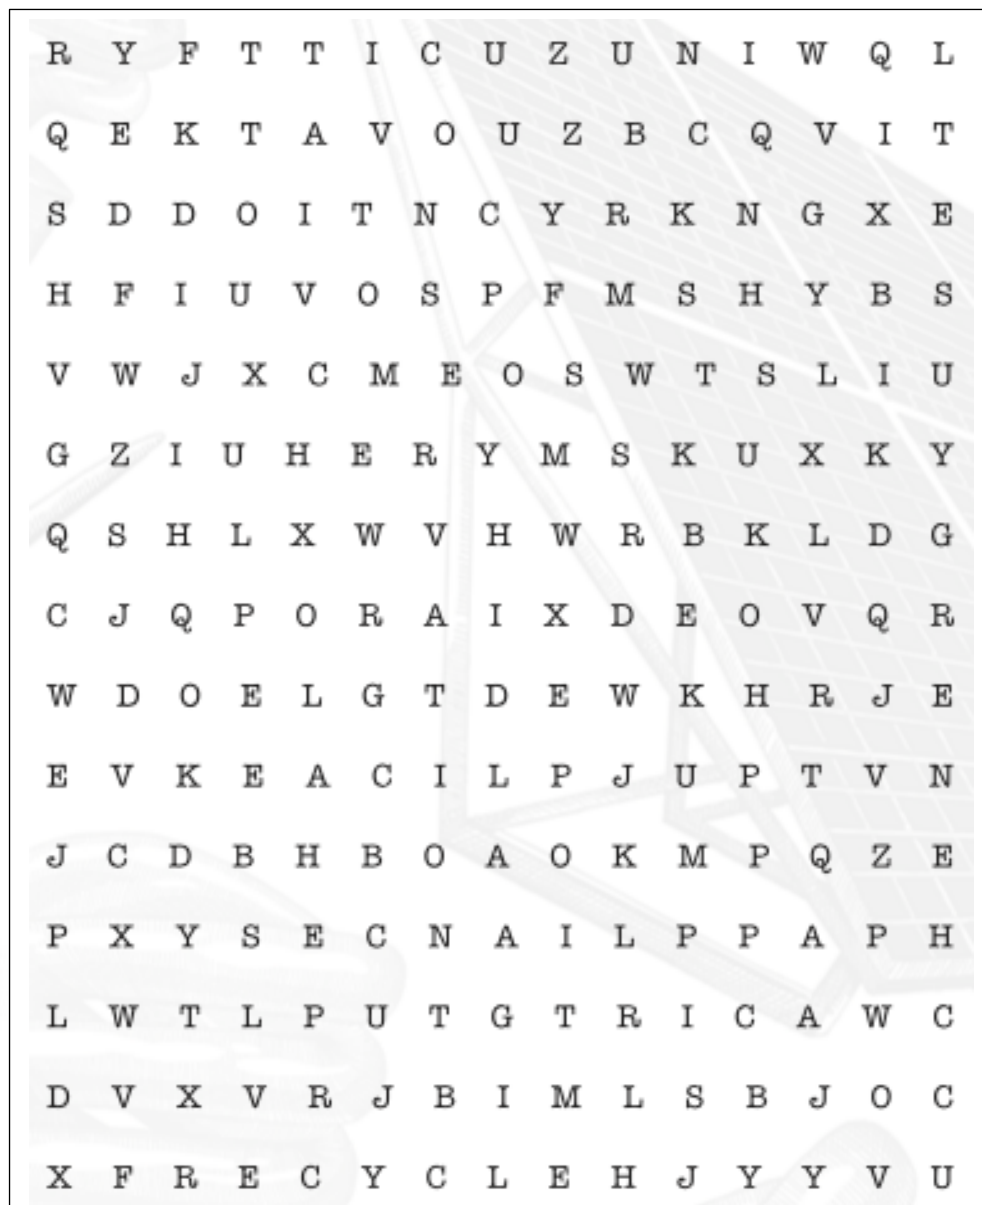 R Y F T T I C U Z U N I W Q L
Q E K T A V O U Z B C Q V I T
S D D O I T N C Y R K N G X E
H F I U V O S P F M S H Y B S
V W J X C M E O S W T S L I U
G Z I U H E R Y M S K U X K Y
Q S H L X W V H W R B K L D G
C J Q P O R A I X D E O V Q R
W D O E L G T D E W K H R J E
E V K E A C I L P J U P T V N
J C D B H B O A O K M P Q Z E
P X Y S E C N A I L P P A P H
L W T L P U T G T R I C A W C
D V X V R J B I M L S B J O C
X F R E C Y C L E H J Y Y V U